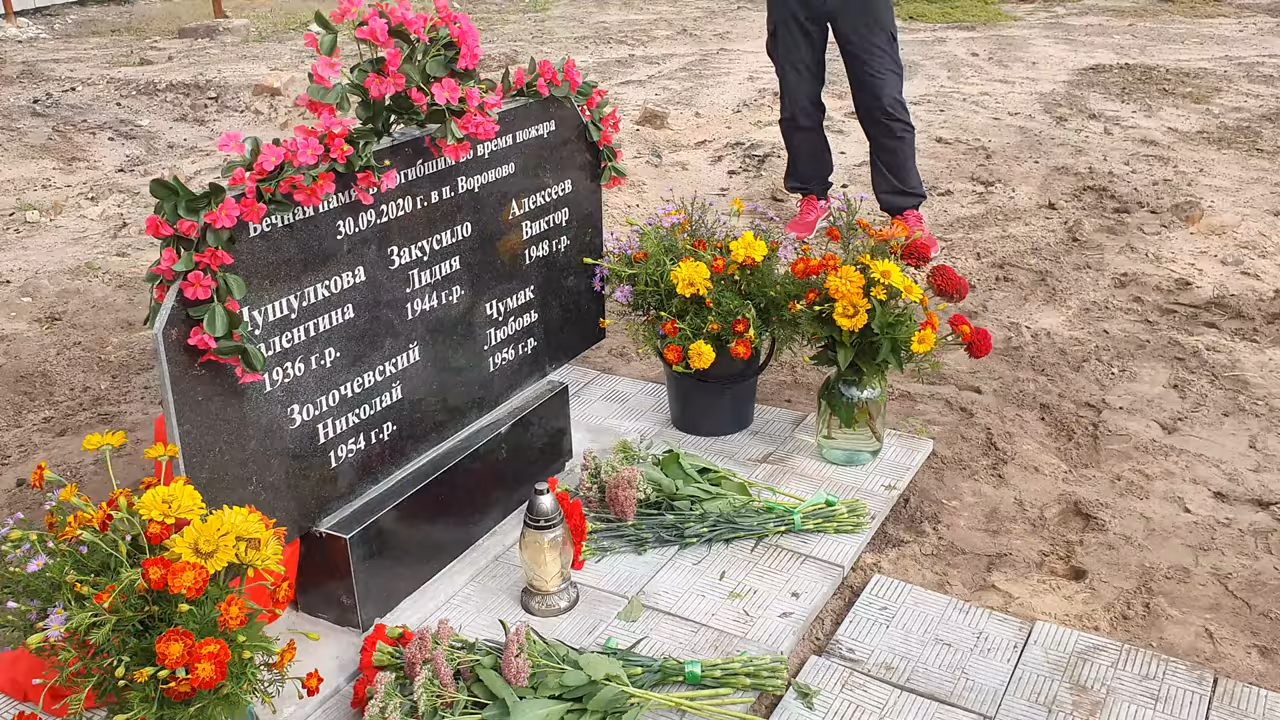 Вечная память погибшим во время пожара
30.09.2020 г. в п. Вороново
Закусило
Лидия
1944 г.р.
Алексеев
Виктор
1948 г.р.
1936 г.р.
Золочевский
Николай
1954 г.р.
Чумак
Любовь
1956 г.р.